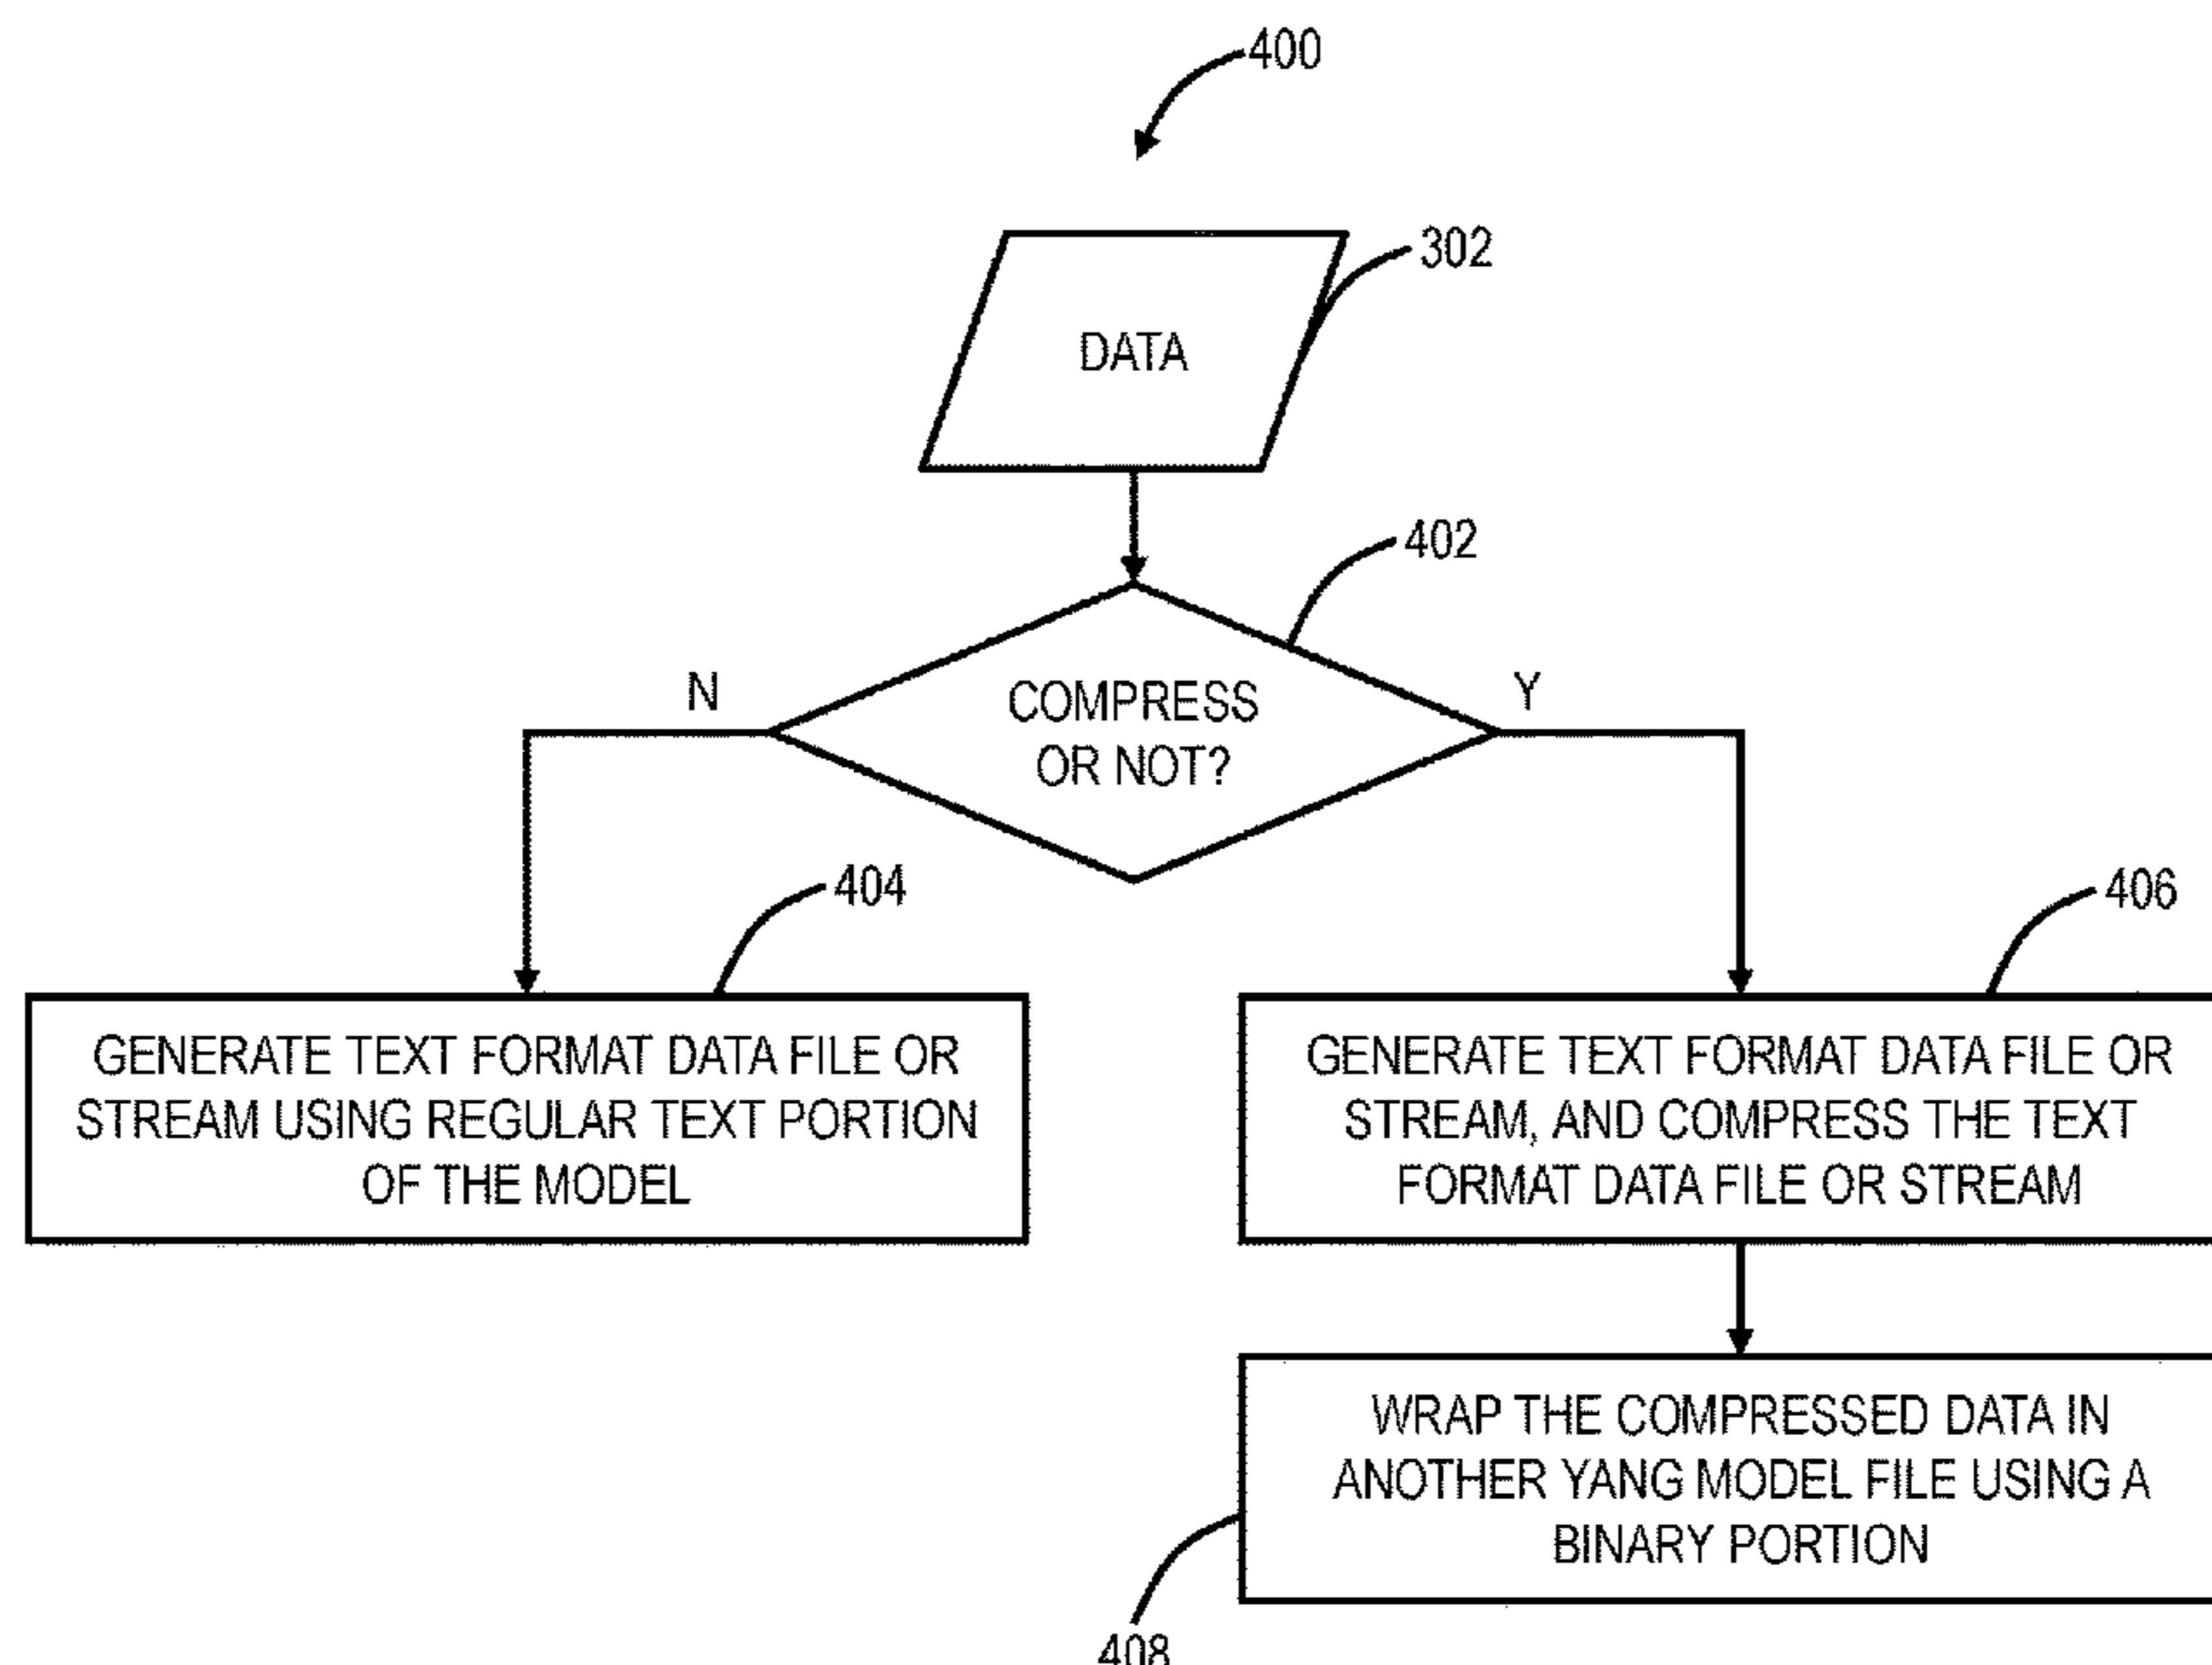 400
302
DATA
402
N
Y
COMPRESS
OR NOT?
404
406
GENERATE TEXT FORMAT DATA FILE OR
STREAM USING REGULAR TEXT PORTION
OF THE MODEL
GENERATE TEXT FORMAT DATA FILE OR
STREAM, AND COMPRESS THE TEXT
FORMAT DATA FILE OR STREAM
WRAP THE COMPRESSED DATA IN
ANOTHER YANG MODEL FILE USING A
BINARY PORTION
408